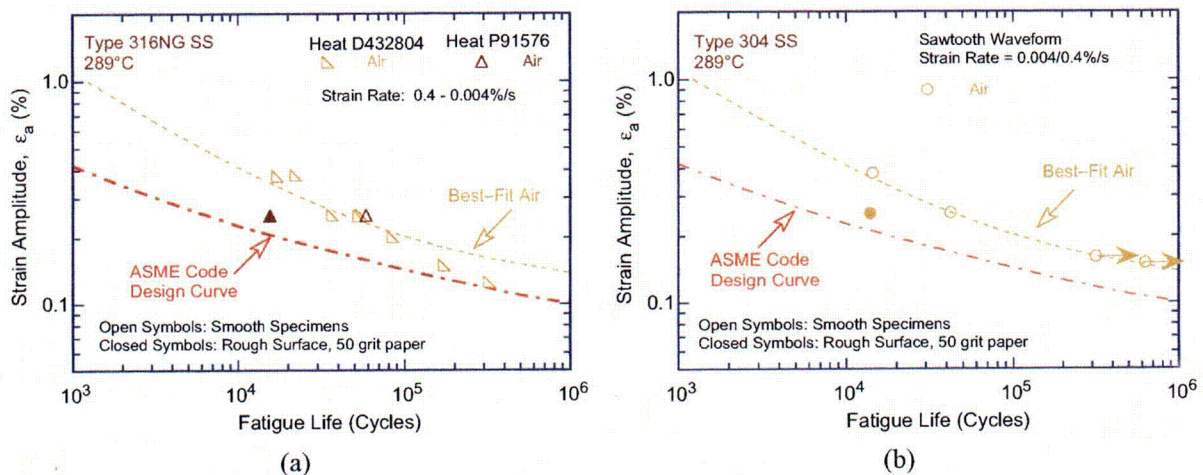 Type 316NG SS
289°C
Heat D432804
Heat P91576
Air
Air
Strain Rate: 0.4 - 0.004%/s
Best–Fit Air
ASME Code
Design Curve
Open Symbols: Smooth Specimens
Closed Symbols: Rough Surface, 50 grit paper
Strain Amplitude, εa (%)
1.0
0.1
10³
10⁴
10⁵
10⁶
Fatigue Life (Cycles)
(a)
Type 304 SS
289°C
Sawtooth Waveform
Strain Rate = 0.004/0.4%/s
Air
Best–Fit Air
ASME Code
Design Curve
Open Symbols: Smooth Specimens
Closed Symbols: Rough Surface, 50 grit paper
Strain Amplitude, εa (%)
1.0
0.1
10³
10⁴
10⁵
10⁶
Fatigue Life (Cycles)
(b)